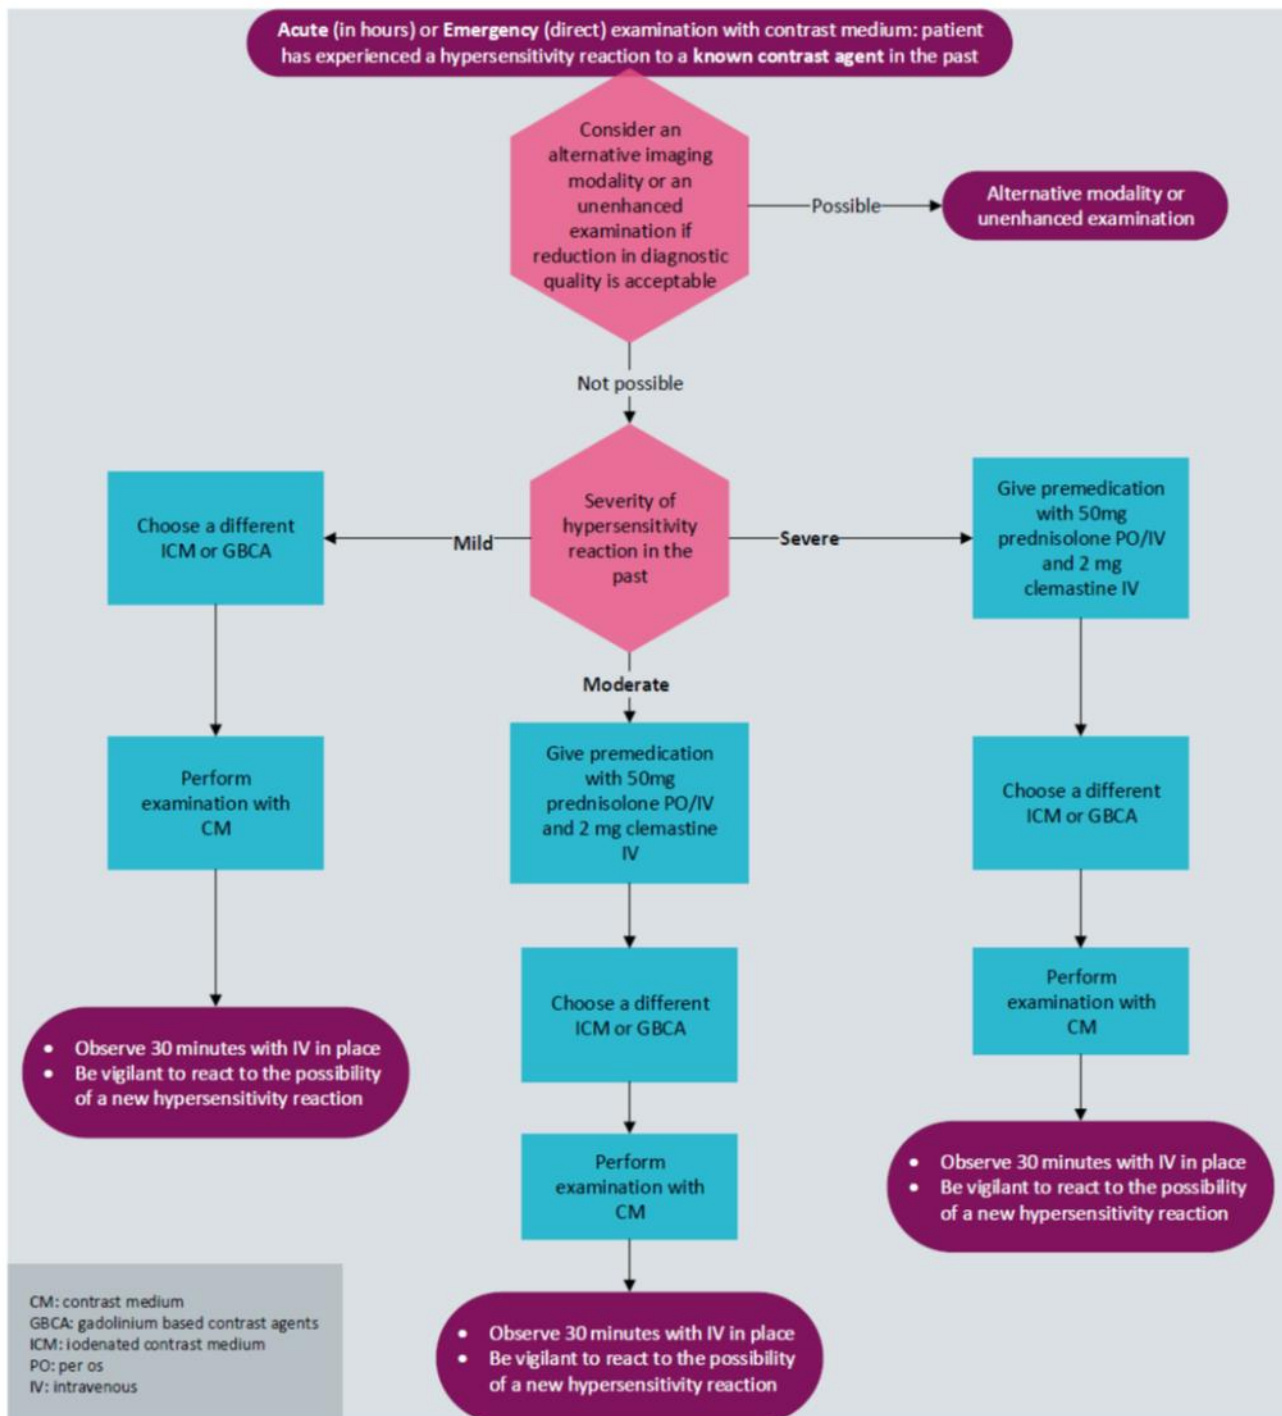 Acute (in hours) or Emergency (direct) examination with contrast medium: patient
has experienced a hypersensitivity reaction to a known contrast agent in the past
Consider an
alternative imaging
modality or an
unenhanced
examination if
reduction in diagnostic
quality is acceptable
Possible
Alternative modality or
unenhanced examination
Not possible
Severity of
hypersensitivity
reaction in the
past
Mild
Choose a different
ICM or GBCA
Perform
examination with
CM
• Observe 30 minutes with IV in place
• Be vigilant to react to the possibility
of a new hypersensitivity reaction
Moderate
Give premedication
with 50mg
prednisolone PO/IV
and 2 mg clemastine
IV
Choose a different
ICM or GBCA
Perform
examination with
CM
• Observe 30 minutes with IV in place
• Be vigilant to react to the possibility
of a new hypersensitivity reaction
Severe
Give premedication
with 50mg
prednisolone PO/IV
and 2 mg
clemastine IV
Choose a different
ICM or GBCA
Perform
examination with
CM
• Observe 30 minutes with IV in place
• Be vigilant to react to the possibility
of a new hypersensitivity reaction
CM: contrast medium
GBCA: gadolinium based contrast agents
ICM: iodenated contrast medium
PO: per os
IV: intravenous